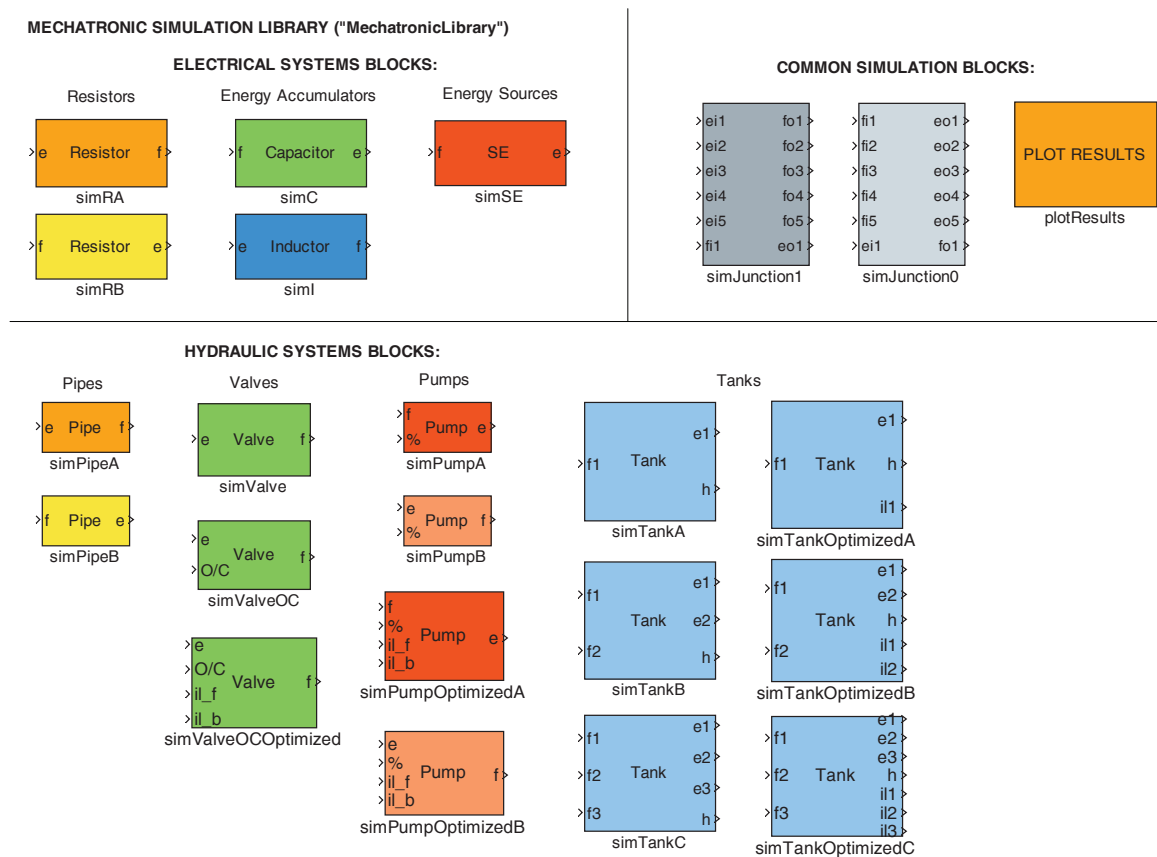 MECHATRONIC SIMULATION LIBRARY ("MechatronicLibrary")
ELECTRICAL SYSTEMS BLOCKS:
Resistors
Energy Accumulators
Energy Sources
e Resistor f
simRA
f Capacitor e
simC
f SE e
simSE
f Resistor e
simRB
e Inductor f
simI
COMMON SIMULATION BLOCKS:
ei1 fo1
ei2 fo2
ei3 fo3
ei4 fo4
ei5 fo5
fi1 eo1
simJunction1
fi1 eo1
fi2 eo2
fi3 eo3
fi4 eo4
fi5 eo5
ei1 fo1
simJunction0
PLOT RESULTS
plotResults
HYDRAULIC SYSTEMS BLOCKS:
Pipes
e Pipe f
simPipeA
f Pipe e
simPipeB
Valves
e Valve f
simValve
e
Valve f
O/C
simValveOC
e
O/C
Valve f
il_f
il_b
simValveOCOptimized
Pumps
f
Pump e
%
simPumpA
e
Pump f
%
simPumpB
f
%
Pump e
il_f
il_b
simPumpOptimizedA
e
%
Pump f
il_f
il_b
simPumpOptimizedB
Tanks
e1
f1 Tank
h
simTankA
e1
f1 Tank h
il1
simTankOptimizedA
e1
f1
Tank e2
f2
h
simTankB
e1
f1
e2
Tank h
il1
f2
il2
simTankOptimizedB
e1
f1
e2
f2 Tank
e3
f3
h
simTankC
e1
f1 e2
e3
f2 Tank h
il1
f3 il2
il3
simTankOptimizedC